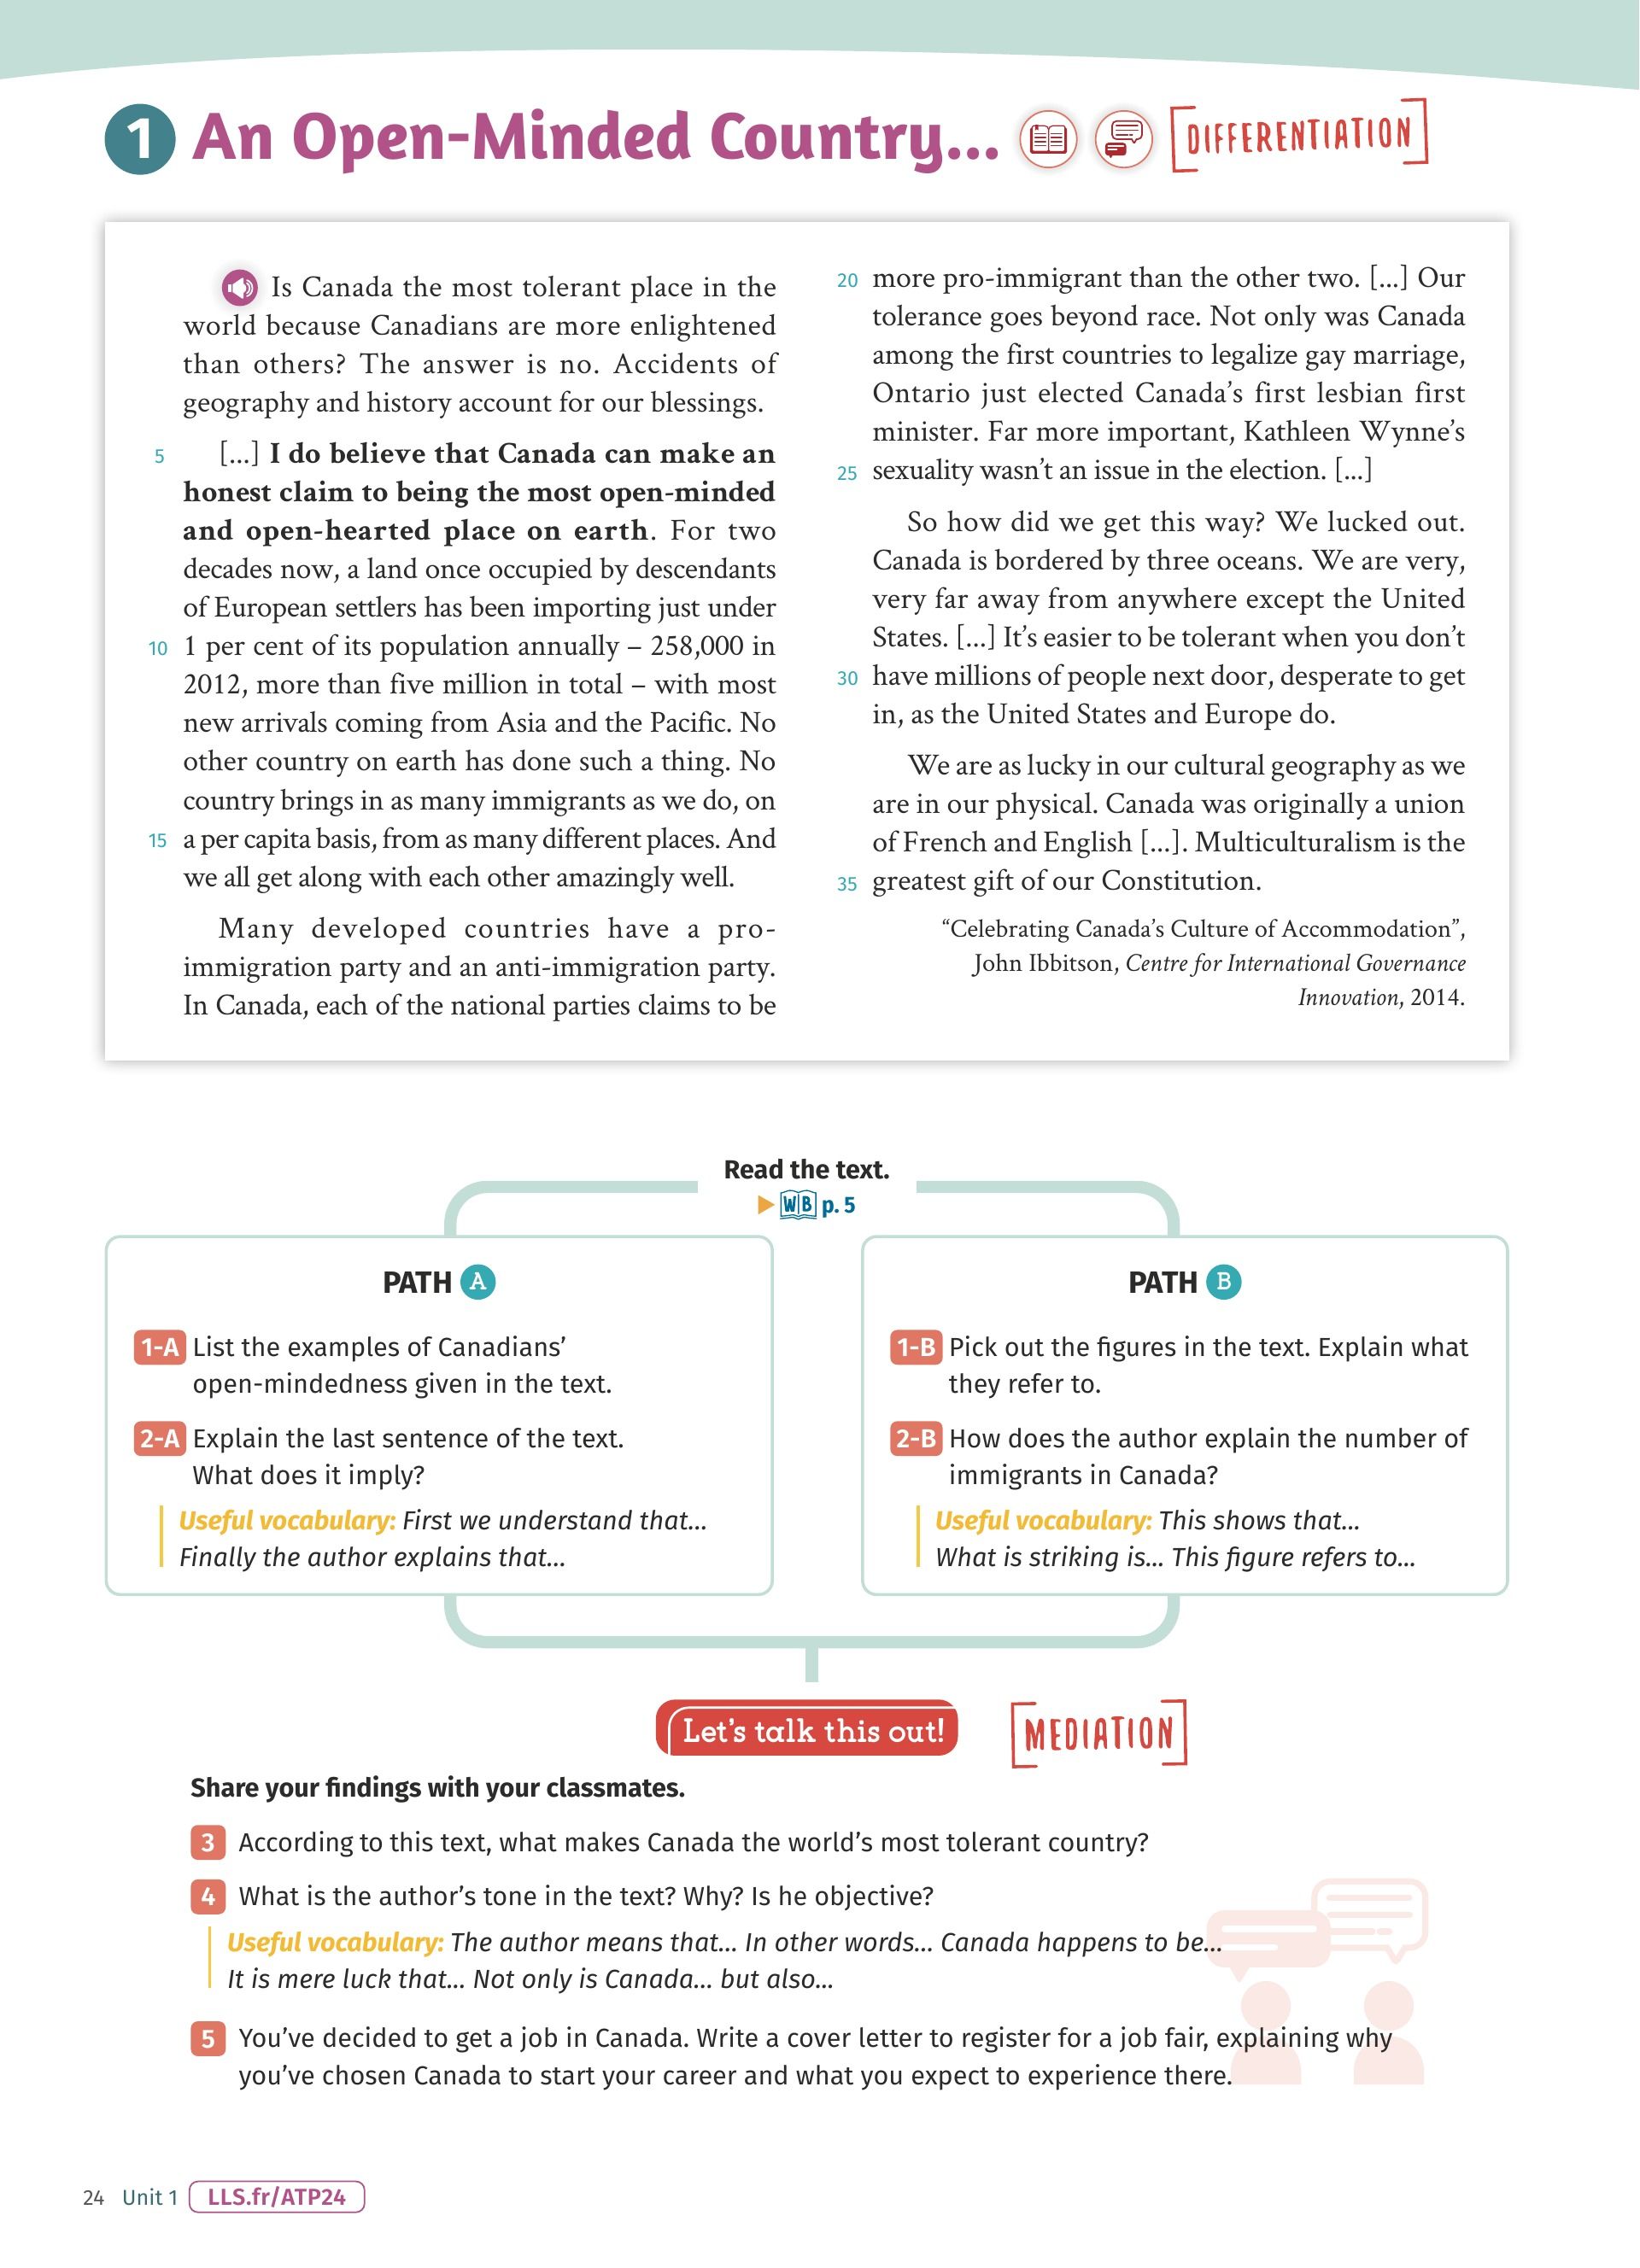 1 An Open-Minded Country...
DIFFERENTIATION
Is Canada the most tolerant place in the
world because Canadians are more enlightened
than others? The answer is no. Accidents of
geography and history account for our blessings.
5 [...] I do believe that Canada can make an
honest claim to being the most open-minded
and open-hearted place on earth. For two
decades now, a land once occupied by descendants
of European settlers has been importing just under
10 1 per cent of its population annually – 258,000 in
2012, more than five million in total – with most
new arrivals coming from Asia and the Pacific. No
other country on earth has done such a thing. No
country brings in as many immigrants as we do, on
15 a per capita basis, from as many different places. And
we all get along with each other amazingly well.
Many developed countries have a pro-
immigration party and an anti-immigration party.
In Canada, each of the national parties claims to be
20 more pro-immigrant than the other two. [...] Our
tolerance goes beyond race. Not only was Canada
among the first countries to legalize gay marriage,
Ontario just elected Canada's first lesbian first
minister. Far more important, Kathleen Wynne's
25 sexuality wasn't an issue in the election. [...]
So how did we get this way? We lucked out.
Canada is bordered by three oceans. We are very,
very far away from anywhere except the United
States. [...] It's easier to be tolerant when you don't
30 have millions of people next door, desperate to get
in, as the United States and Europe do.
We are as lucky in our cultural geography as we
are in our physical. Canada was originally a union
of French and English [...]. Multiculturalism is the
35 greatest gift of our Constitution.
“Celebrating Canada's Culture of Accommodation”,
John Ibbitson, Centre for International Governance
Innovation, 2014.
Read the text.
WB p. 5
PATH A
1-A List the examples of Canadians'
open-mindedness given in the text.
2-A Explain the last sentence of the text.
What does it imply?
Useful vocabulary: First we understand that...
Finally the author explains that...
PATH B
1-B Pick out the figures in the text. Explain what
they refer to.
2-B How does the author explain the number of
immigrants in Canada?
Useful vocabulary: This shows that...
What is striking is... This figure refers to...
Let's talk this out!
MEDIATION
Share your findings with your classmates.
3 According to this text, what makes Canada the world's most tolerant country?
4 What is the author's tone in the text? Why? Is he objective?
Useful vocabulary: The author means that... In other words... Canada happens to be...
It is mere luck that... Not only is Canada... but also...
5 You've decided to get a job in Canada. Write a cover letter to register for a job fair, explaining why
you've chosen Canada to start your career and what you expect to experience there.
24 Unit 1 LLS.fr/ATP24